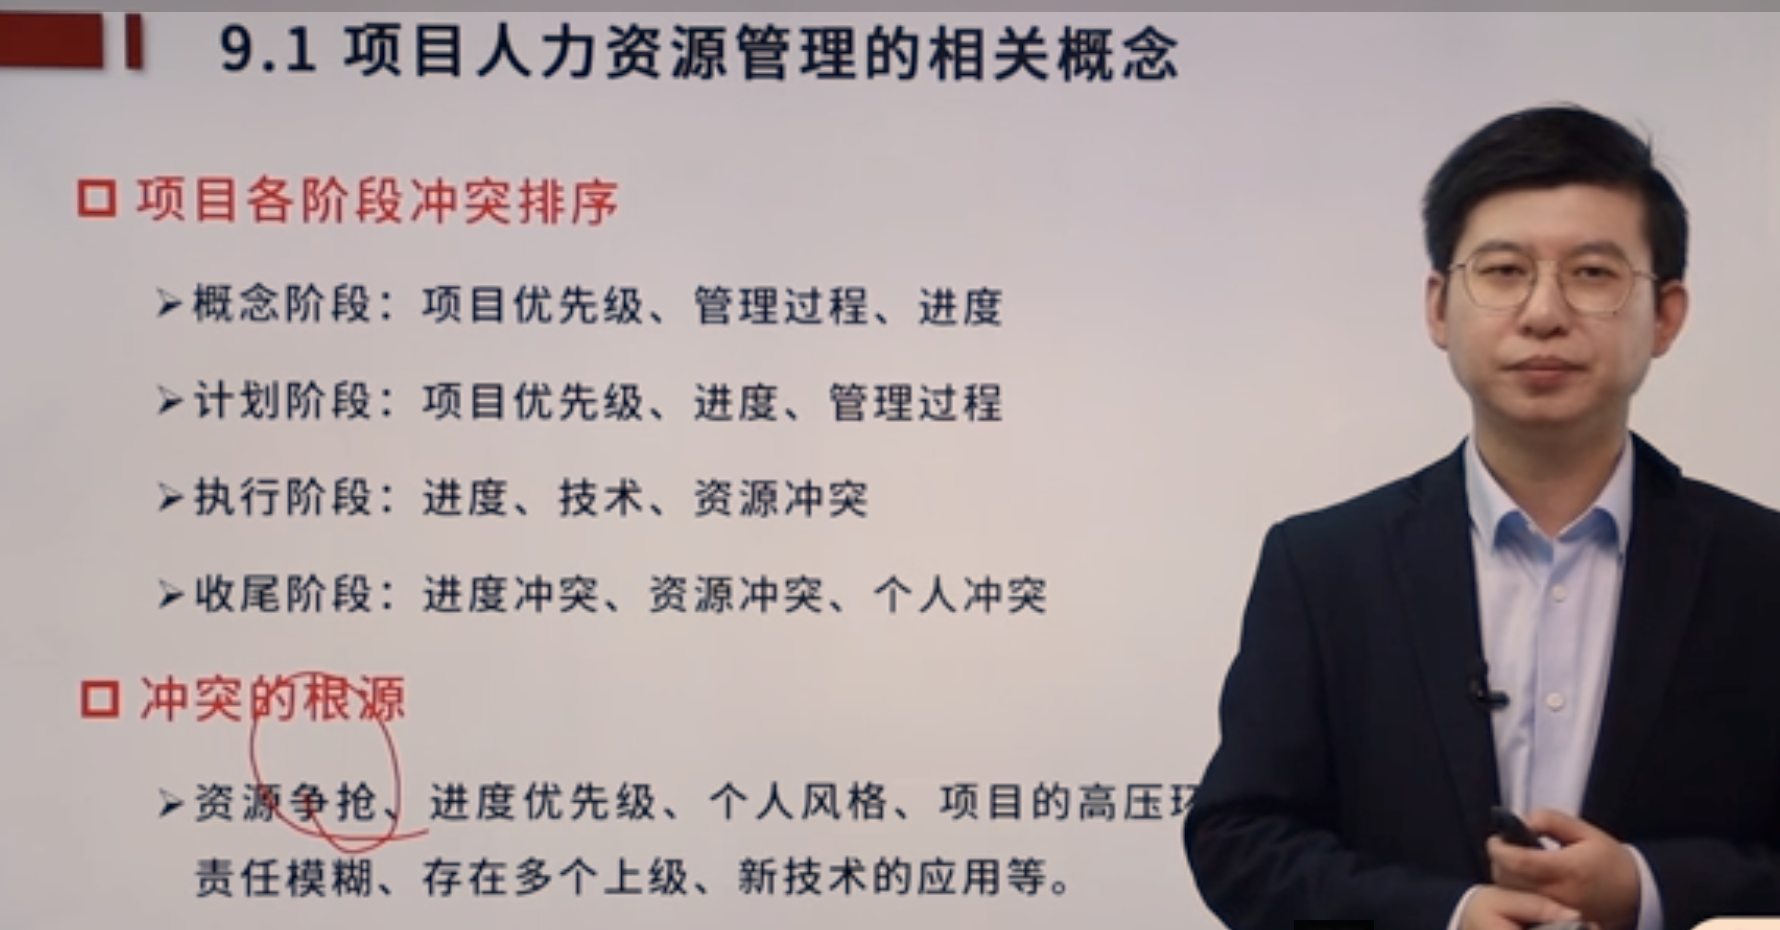 9.1 项目人力资源管理的相关概念
项目各阶段冲突排序
概念阶段：项目优先级、管理过程、进度
计划阶段：项目优先级、进度、管理过程
执行阶段：进度、技术、资源冲突
收尾阶段：进度冲突、资源冲突、个人冲突
冲突的根源
资源争抢、进度优先级、个人风格、项目的高压
责任模糊、存在多个上级、新技术的应用等。